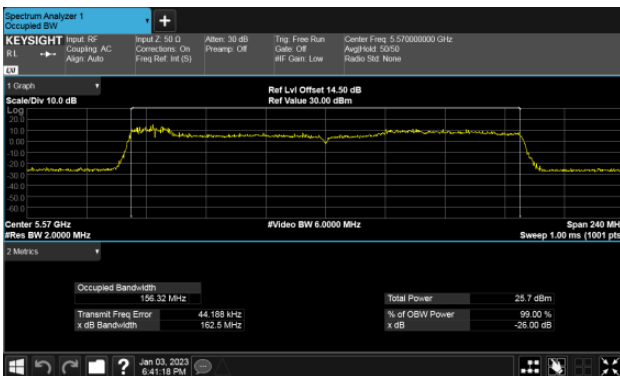 Spectrum Analyzer 1
Occupied BW
KEYSIGHT
R L
Input: RF
Coupling: AC
Align: Auto
Input Z: 50 Ω
Corrections: On
Freq Ref: Int (S)
Atten: 30 dB
Preamp: Off
Trig: Free Run
Gate: Off
#IF Gain: Low
Center Freq: 5.570000000 GHz
Avg|Hold: 50/50
Radio Std: None
1 Graph
Scale/Div 10.0 dB
Ref Lvl Offset 14.50 dB
Ref Value 30.00 dBm
Log
20.0
10.0
0.00
-10.0
-20.0
-30.0
-40.0
-50.0
-60.0
Center 5.57 GHz
#Video BW 6.0000 MHz
Span 240 MH
#Res BW 2.0000 MHz
Sweep 1.00 ms (1001 pts
2 Metrics
Occupied Bandwidth
156.32 MHz
Total Power 25.7 dBm
Transmit Freq Error 44.188 kHz
% of OBW Power 99.00 %
x dB Bandwidth 162.5 MHz
x dB -26.00 dB
?
Jan 03, 2023
6:41:18 PM